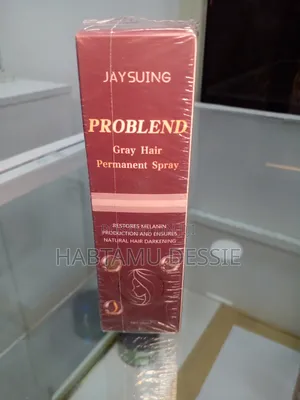 JAYSUING
PROBLEND
Gray Hair
Permanent Spray
RESTORES MELANIN
PRODUCTION AND ENSURES
NATURAL HAIR DARKENING
HABTAMU DESSIE